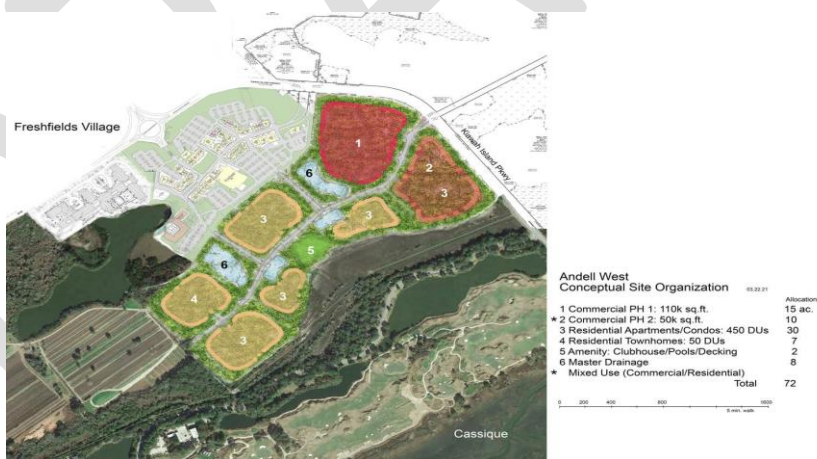 Freshfields Village
Kiawah Island Pkwy
1
2
6
3
3
3
5
6
4
3
3
Cassique
Andell West
Conceptual Site Organization 03.22.21
Allocation
1 Commercial PH 1: 110k sq.ft. 15 ac.
* 2 Commercial PH 2: 50k sq.ft. 10
3 Residential Apartments/Condos: 450 DUs 30
4 Residential Townhomes: 50 DUs 7
5 Amenity: Clubhouse/Pools/Decking 2
6 Master Drainage 8
* Mixed Use (Commercial/Residential)
Total 72
0 200 400 800 1600
5 min. walk